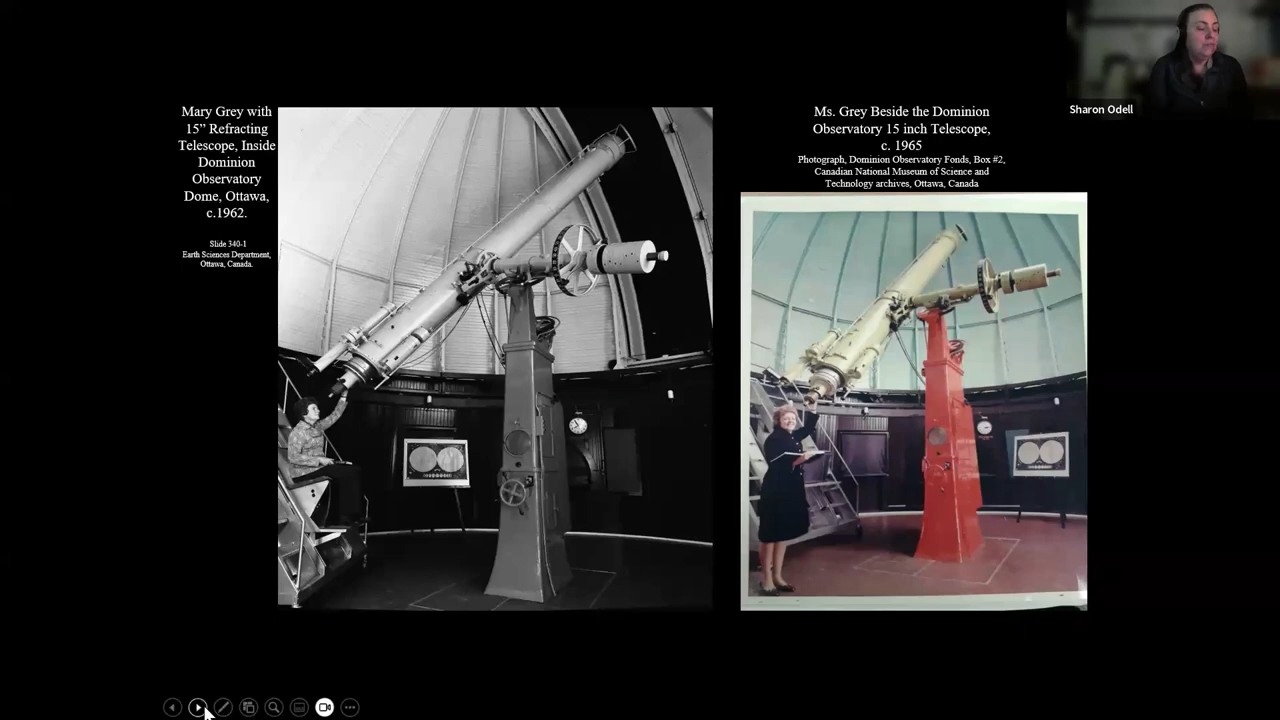 Mary Grey with
15” Refracting
Telescope, Inside
Dominion
Observatory
Dome, Ottawa,
c.1962.
Slide 340-1
Earth Sciences Department,
Ottawa, Canada.
Ms. Grey Beside the Dominion
Observatory 15 inch Telescope,
c. 1965
Photograph, Dominion Observatory Fonds, Box #2,
Canadian National Museum of Science and
Technology archives, Ottawa, Canada
Sharon Odell